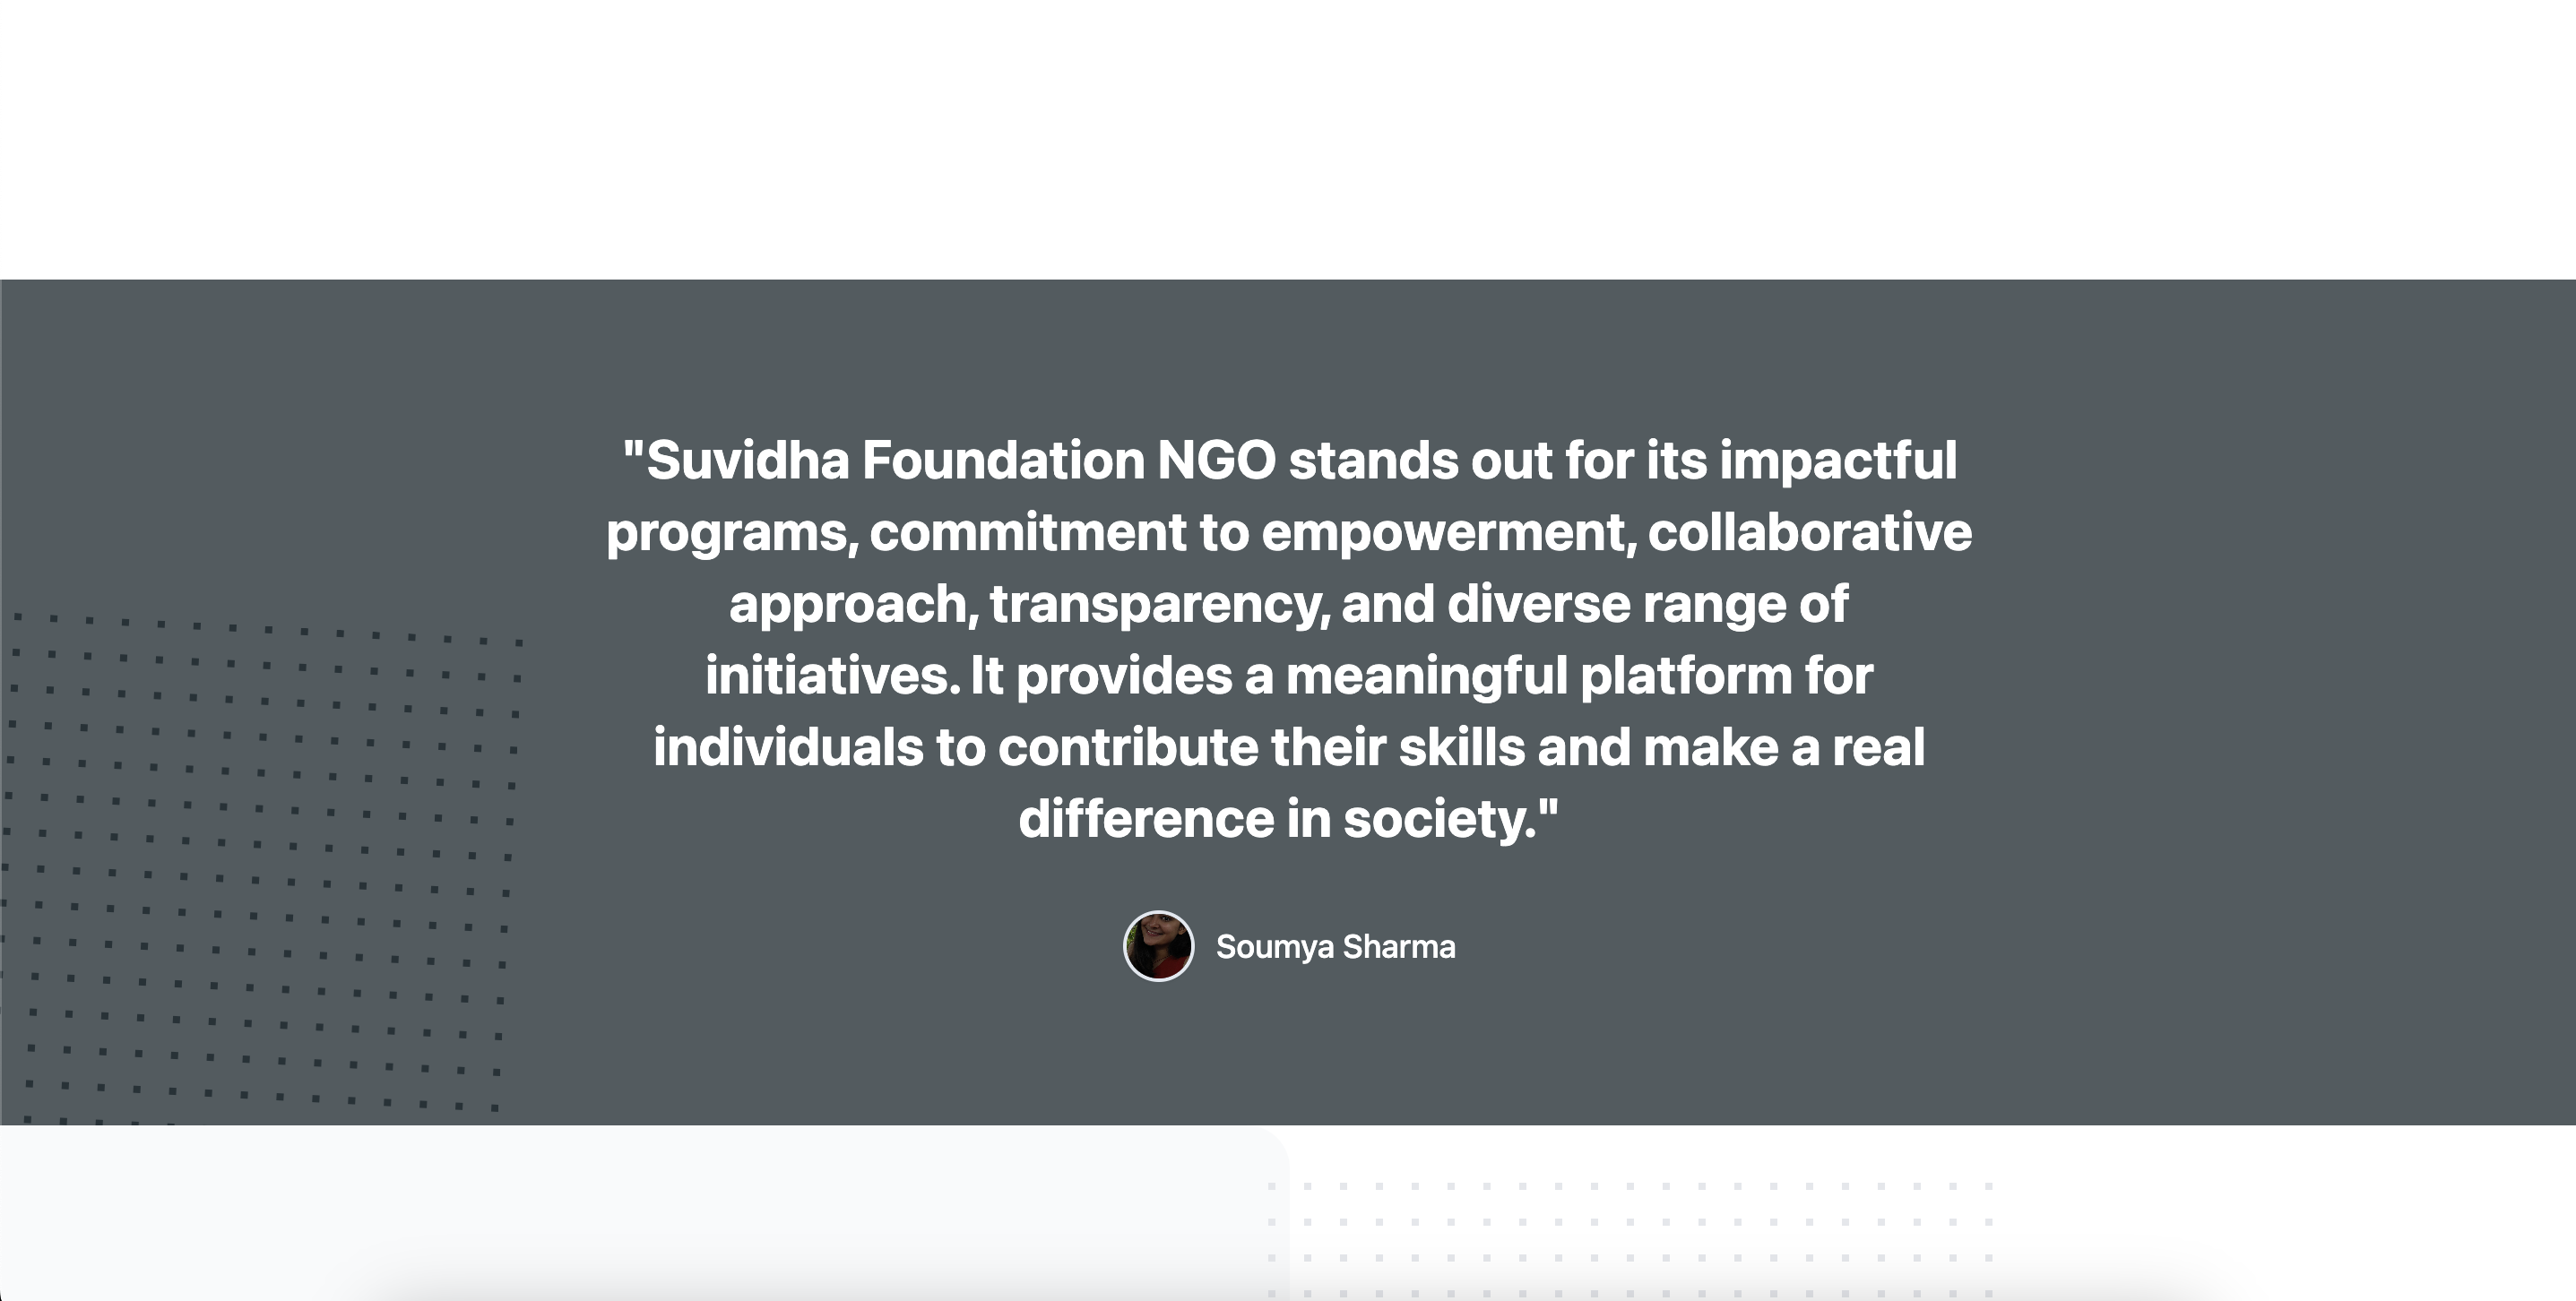 "Suvidha Foundation NGO stands out for its impactful
programs, commitment to empowerment, collaborative
approach, transparency, and diverse range of
initiatives. It provides a meaningful platform for
individuals to contribute their skills and make a real
difference in society."
Soumya Sharma